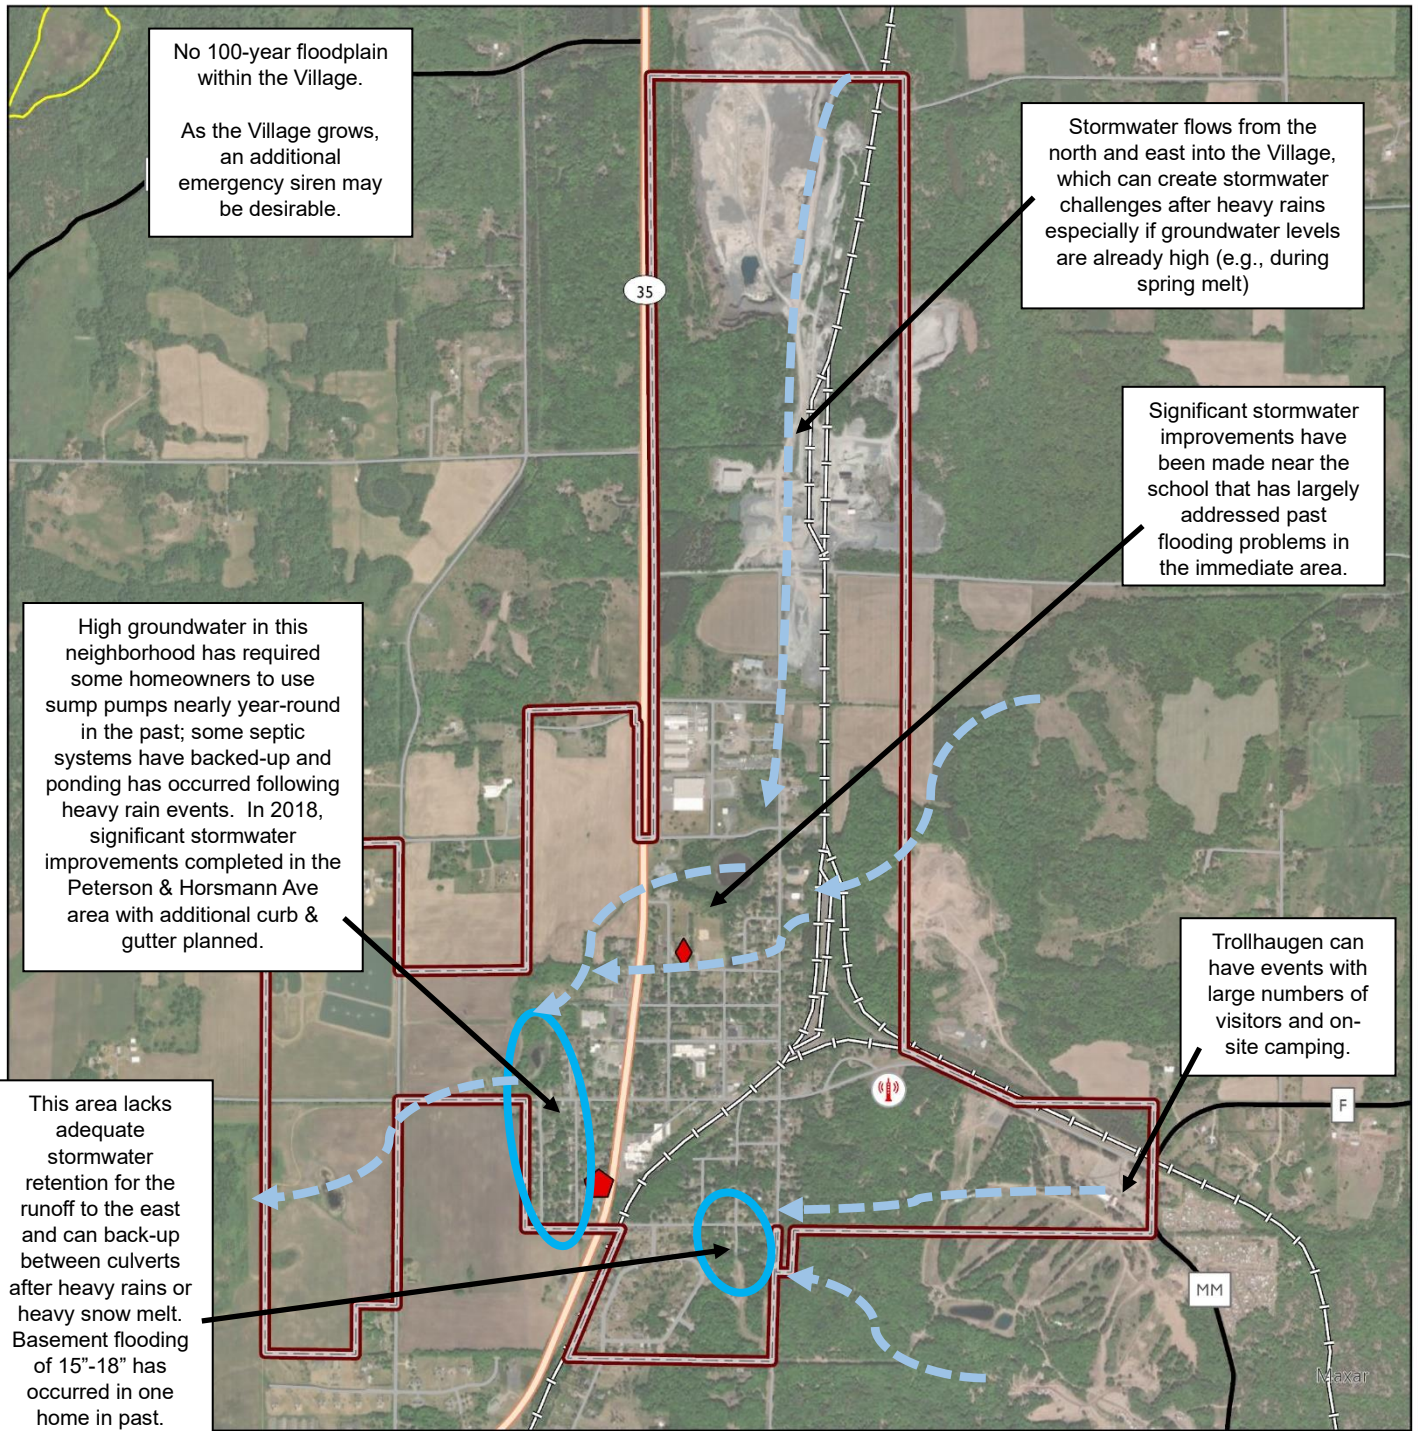 No 100-year floodplain
within the Village.
As the Village grows,
an additional
emergency siren may
be desirable.
Stormwater flows from the
north and east into the Village,
which can create stormwater
challenges after heavy rains
especially if groundwater levels
are already high (e.g., during
spring melt)
35
Significant stormwater
improvements have
been made near the
school that has largely
addressed past
flooding problems in
the immediate area.
High groundwater in this
neighborhood has required
some homeowners to use
sump pumps nearly year-round
in the past; some septic
systems have backed-up and
ponding has occurred following
heavy rain events.  In 2018,
significant stormwater
improvements completed in the
Peterson & Horsmann Ave
area with additional curb &
gutter planned.
Trollhaugen can
have events with
large numbers of
visitors and on-
site camping.
F
This area lacks
adequate
stormwater
retention for the
runoff to the east
and can back-up
between culverts
after heavy rains or
heavy snow melt.
Basement flooding
of 15”-18” has
occurred in one
home in past.
MM
Maxar